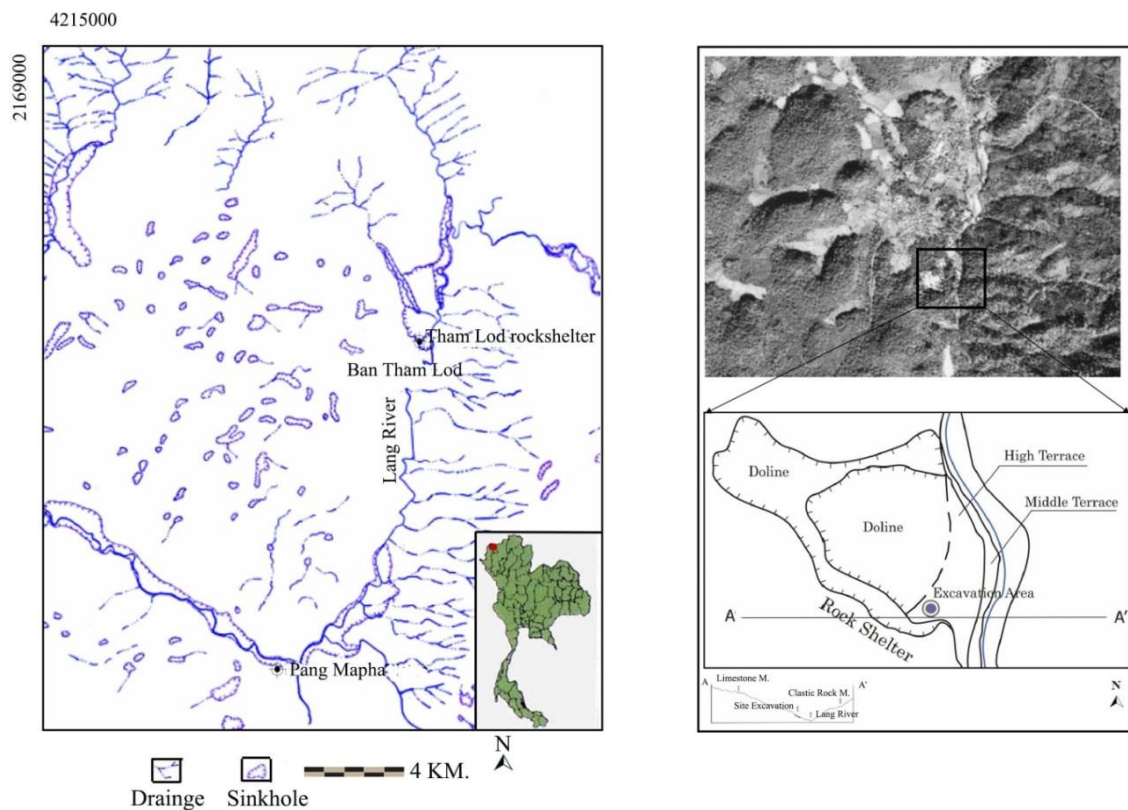 4215000
2169000
Tham Lod rockshelter
Ban Tham Lod
Lang River
Pang Mapha
N
4 KM.
Drainge
Sinkhole
Doline
Doline
High Terrace
Middle Terrace
Excavation Area
A
A'
Rock Shelter
Limestone M.
A
A'
Clastic Rock M.
Site Excavation
Lang River
N